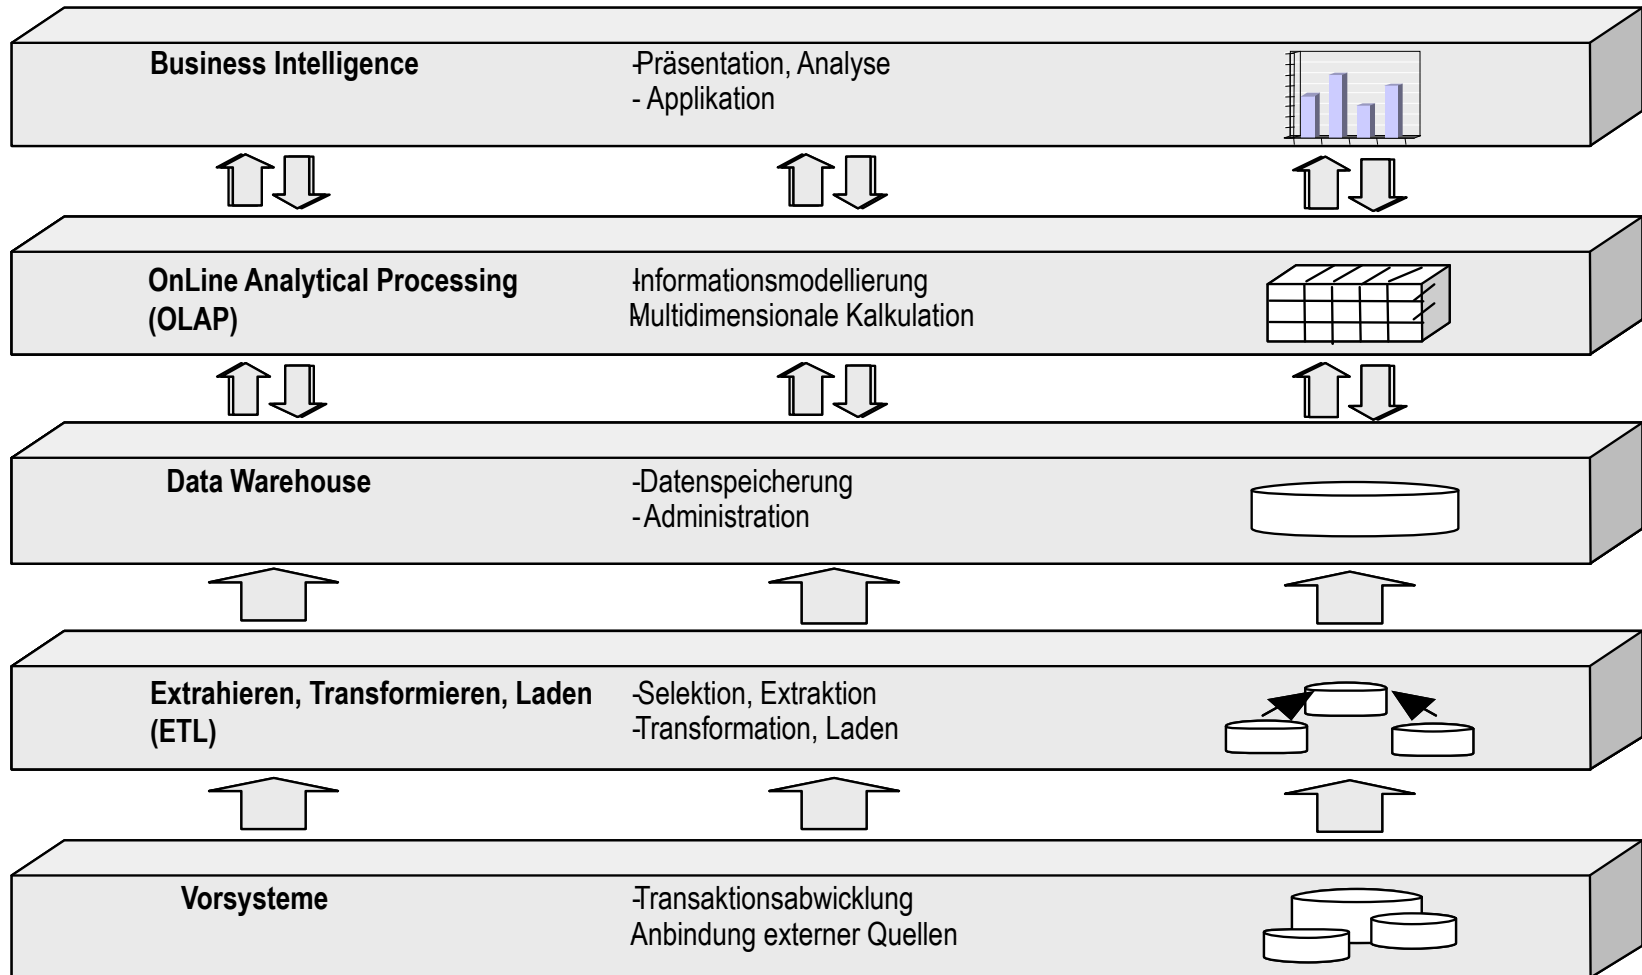 Business Intelligence
-Präsentation, Analyse
- Applikation
OnLine Analytical Processing
(OLAP)
-Informationsmodellierung
-Multidimensionale Kalkulation
Data Warehouse
-Datenspeicherung
- Administration
Extrahieren, Transformieren, Laden
(ETL)
-Selektion, Extraktion
-Transformation, Laden
Vorsysteme
-Transaktionsabwicklung
Anbindung externer Quellen